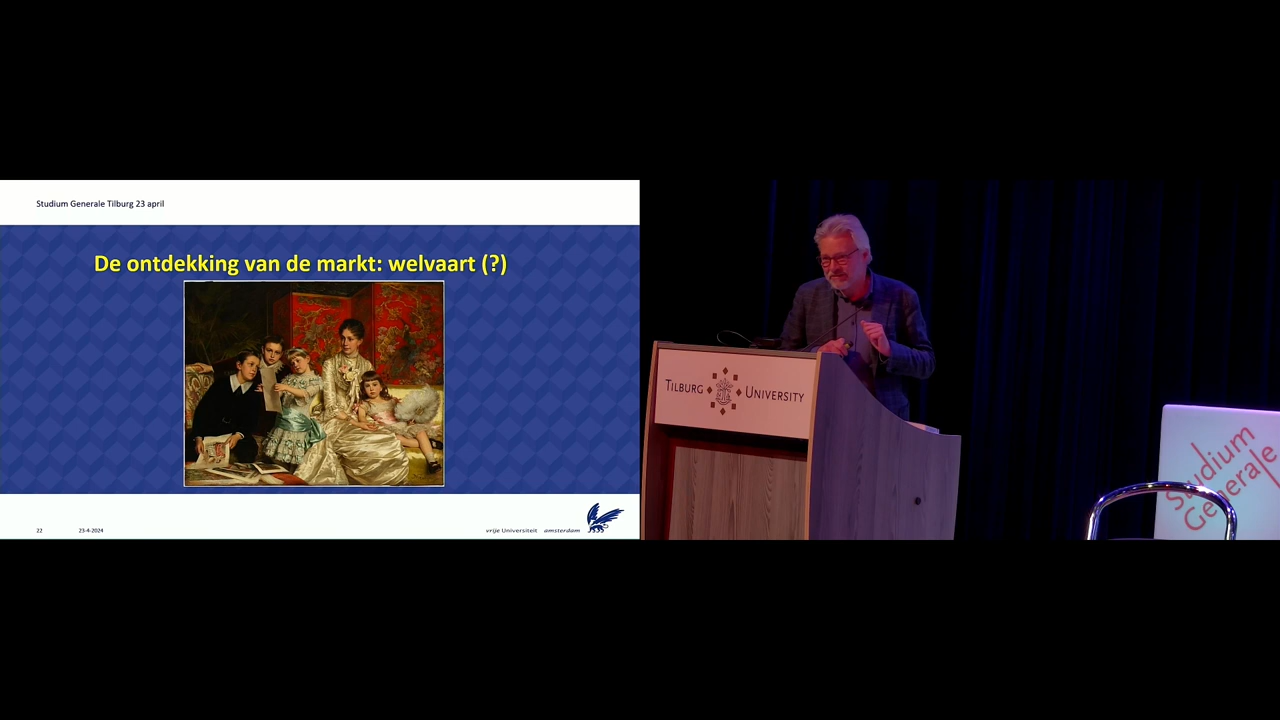 Studium Generale Tilburg 23 april
De ontdekking van de markt: welvaart (?)
22
23-4-2024
vrije Universiteit amsterdam
TILBURG UNIVERSITY
Studium
Generale